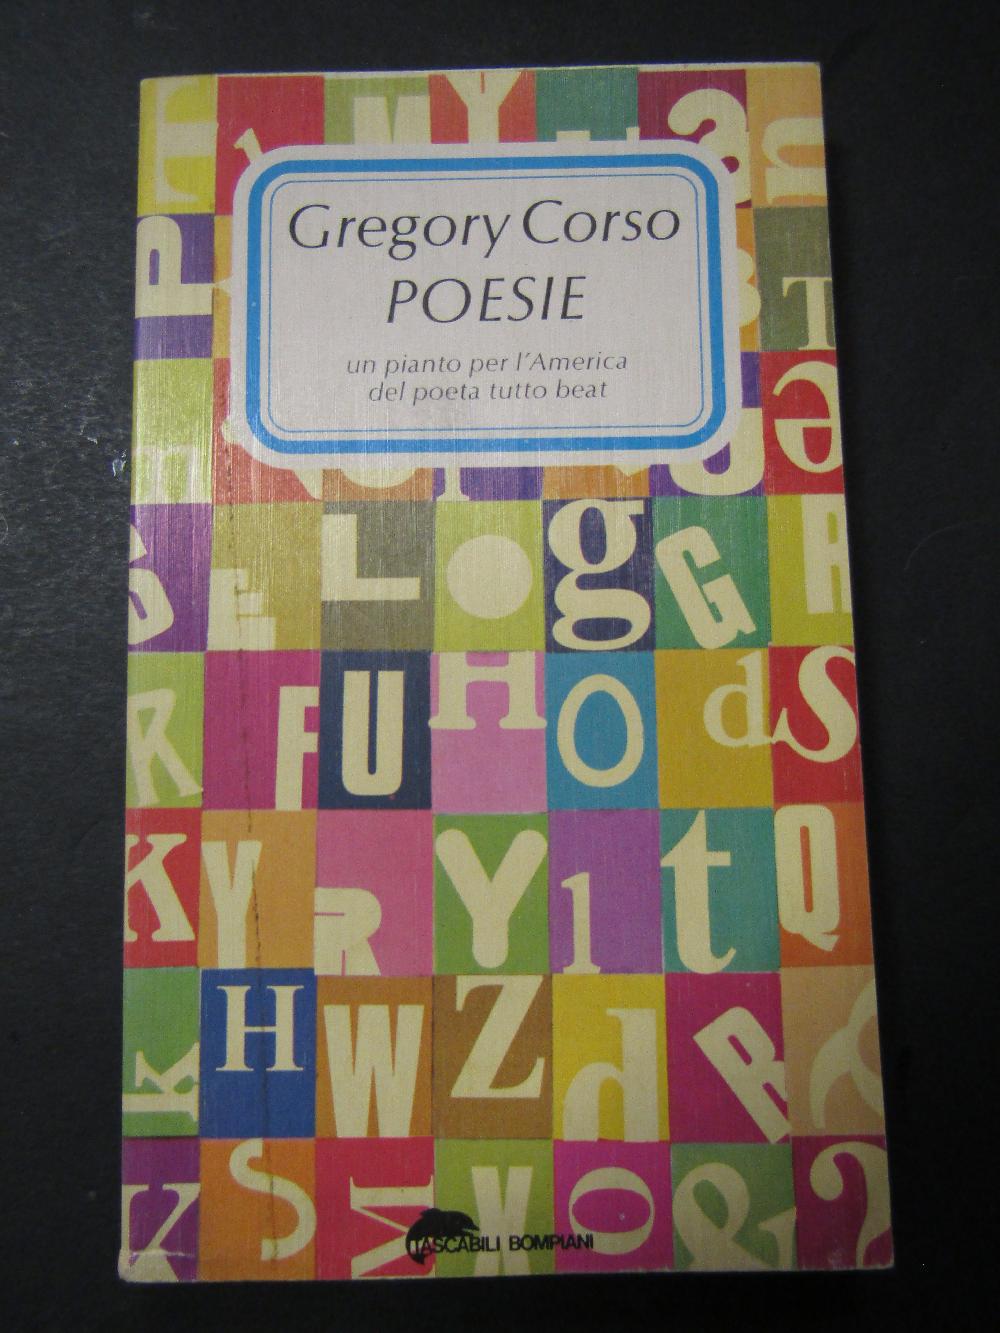 Gregory Corso
POESIE
un pianto per l'America
del poeta tutto beat
T M Y a n
P T
e
S E L g G R
R F U H O d S
K Y R Y l t Q
K H W Z d R &
K S M X O & ?
TASCABILI BOMPIANI